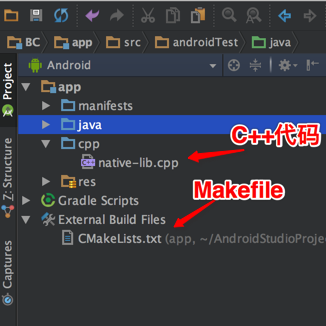 BC
app
src
androidTest
java
Android
app
manifests
java
cpp
native-lib.cpp
res
Gradle Scripts
External Build Files
CMakeLists.txt (app, ~/AndroidStudioProje
C++代码
Makefile
Project
Z: Structure
Captures